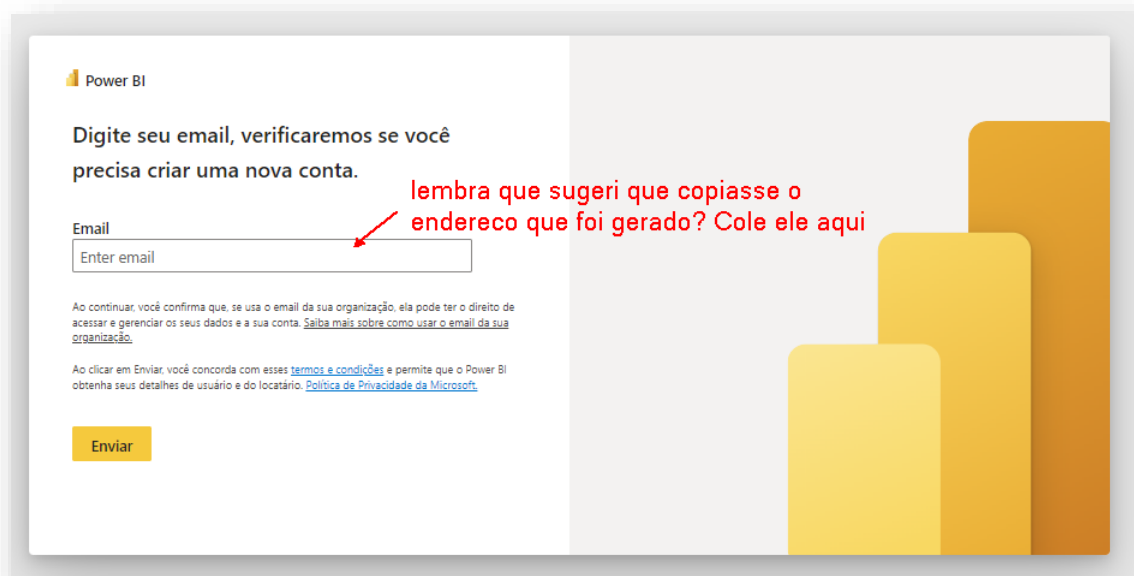 Power BI
Digite seu email, verificaremos se você
precisa criar uma nova conta.
lembra que sugeri que copiasse o
endereco que foi gerado? Cole ele aqui
Email
Enter email
Ao continuar, você confirma que, se usa o email da sua organização, ela pode ter o direito de
acessar e gerenciar os seus dados e a sua conta. Saiba mais sobre como usar o email da sua
organização.
Ao clicar em Enviar, você concorda com esses termos e condições e permite que o Power BI
obtenha seus detalhes de usuário e do locatário. Política de Privacidade da Microsoft.
Enviar